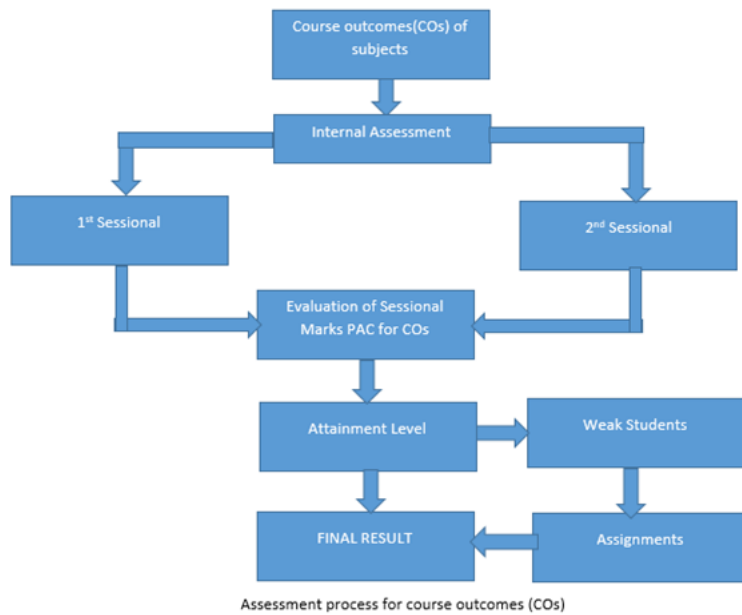 Course outcomes(COs) of
subjects
Internal Assessment
1st Sessional
2nd Sessional
Evaluation of Sessional
Marks PAC for COs
Attainment Level
Weak Students
FINAL RESULT
Assignments
Assessment process for course outcomes (COs)